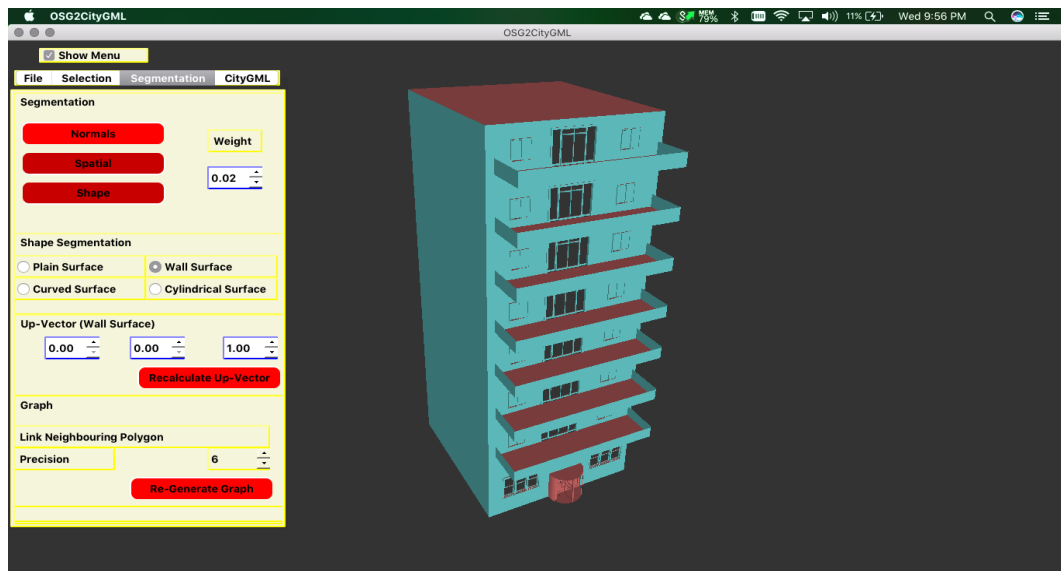 OSG2CityGML
MEM 79% 11% Wed 9:56 PM
OSG2CityGML
Show Menu
File Selection Segmentation CityGML
Segmentation
Normals
Weight
Spatial
0.02
Shape
Shape Segmentation
Plain Surface Wall Surface
Curved Surface Cylindrical Surface
Up-Vector (Wall Surface)
0.00 0.00 1.00
Recalculate Up-Vector
Graph
Link Neighbouring Polygon
Precision 6
Re-Generate Graph